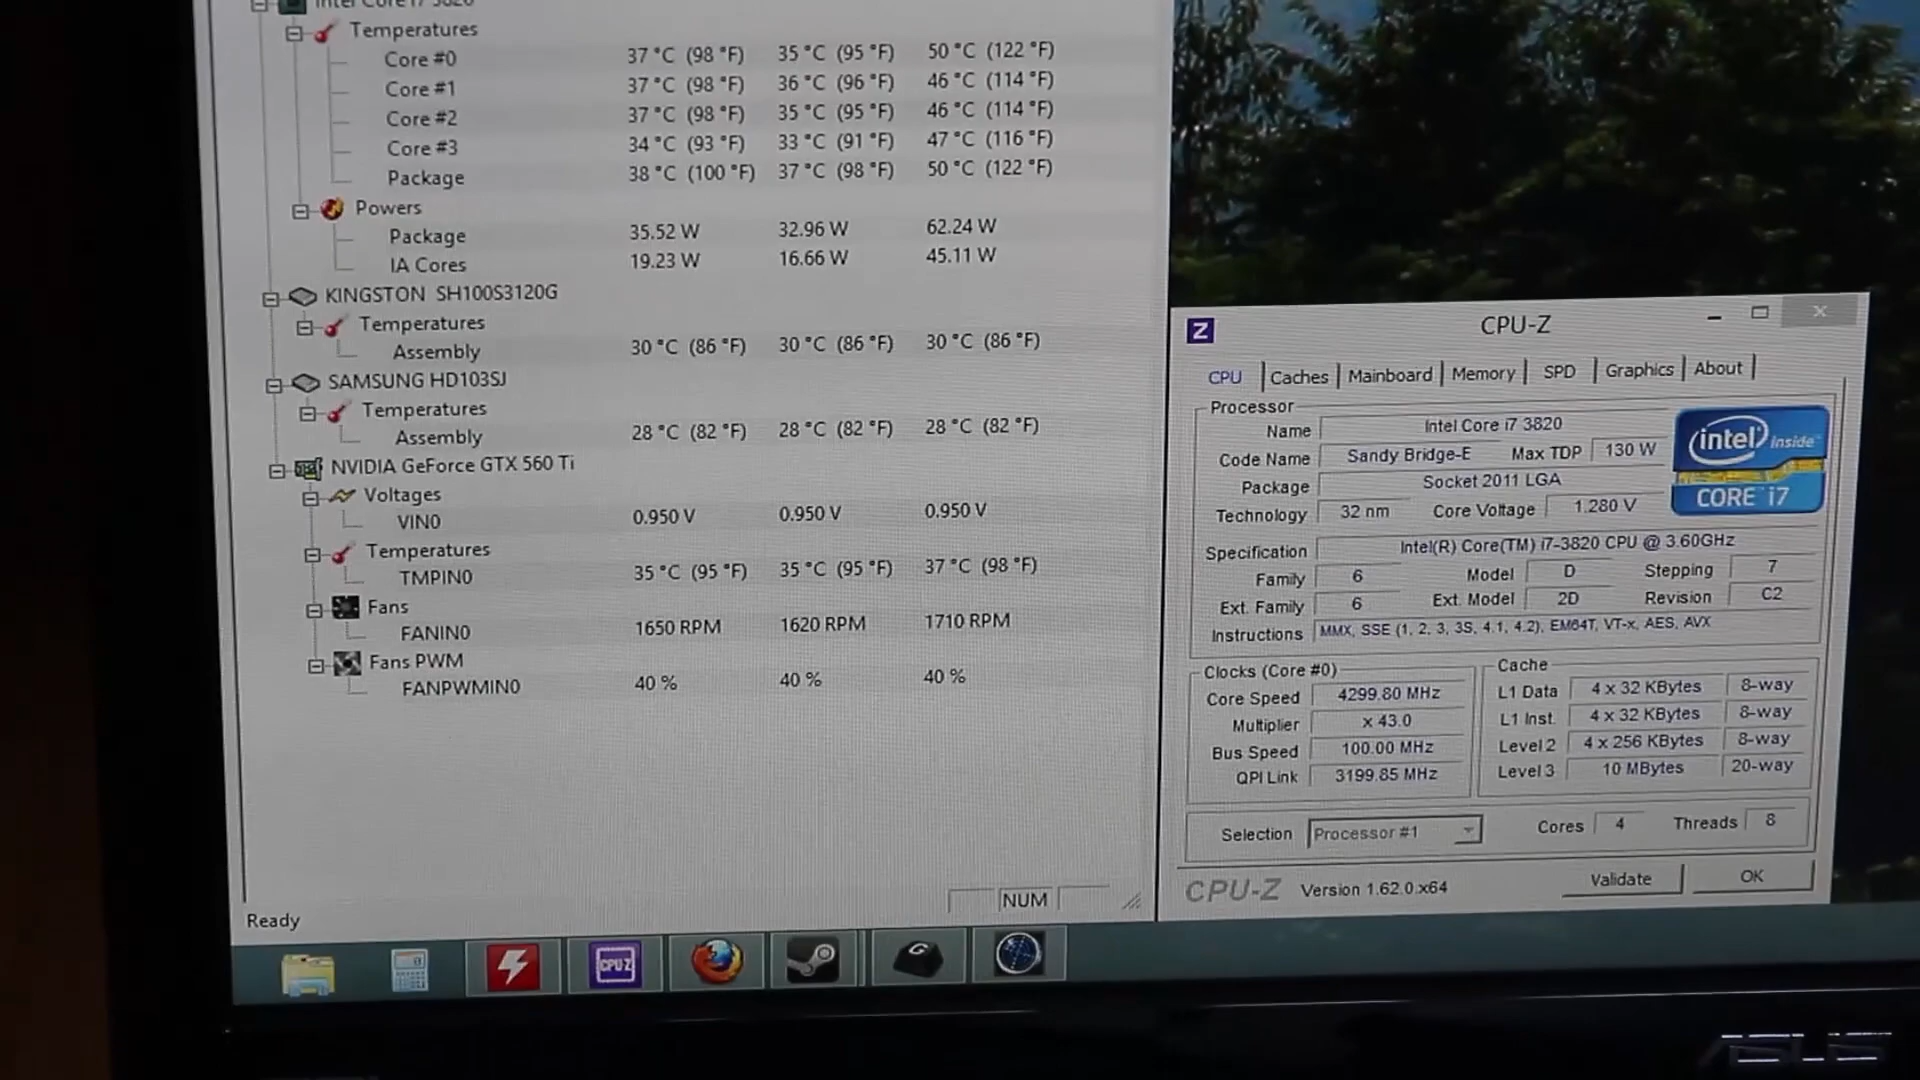 Intel Core i7 3820
Temperatures
Core #0 37 °C (98 °F) 35 °C (95 °F) 50 °C (122 °F)
Core #1 37 °C (98 °F) 36 °C (96 °F) 46 °C (114 °F)
Core #2 37 °C (98 °F) 35 °C (95 °F) 46 °C (114 °F)
Core #3 34 °C (93 °F) 33 °C (91 °F) 47 °C (116 °F)
Package 38 °C (100 °F) 37 °C (98 °F) 50 °C (122 °F)
Powers
Package 35.52 W 32.96 W 62.24 W
IA Cores 19.23 W 16.66 W 45.11 W
KINGSTON SH100S3120G
Temperatures
Assembly 30 °C (86 °F) 30 °C (86 °F) 30 °C (86 °F)
SAMSUNG HD103SJ
Temperatures
Assembly 28 °C (82 °F) 28 °C (82 °F) 28 °C (82 °F)
NVIDIA GeForce GTX 560 Ti
Voltages
VIN0 0.950 V 0.950 V 0.950 V
Temperatures
TMPIN0 35 °C (95 °F) 35 °C (95 °F) 37 °C (98 °F)
Fans
FANIN0 1650 RPM 1620 RPM 1710 RPM
Fans PWM
FANPWMIN0 40 % 40 % 40 %
Ready NUM
Z CPU-Z
CPU Caches Mainboard Memory SPD Graphics About
Processor
Name Intel Core i7 3820
Code Name Sandy Bridge-E Max TDP 130 W
Package Socket 2011 LGA
Technology 32 nm Core Voltage 1.280 V
intel inside
CORE i7
Specification Intel(R) Core(TM) i7-3820 CPU @ 3.60GHz
Family 6 Model D Stepping 7
Ext. Family 6 Ext. Model 2D Revision C2
Instructions MMX, SSE (1, 2, 3, 3S, 4.1, 4.2), EM64T, VT-x, AES, AVX
Clocks (Core #0)
Core Speed 4299.80 MHz
Multiplier x 43.0
Bus Speed 100.00 MHz
QPI Link 3199.85 MHz
Cache
L1 Data 4 x 32 KBytes 8-way
L1 Inst. 4 x 32 KBytes 8-way
Level 2 4 x 256 KBytes 8-way
Level 3 10 MBytes 20-way
Selection Processor #1 Cores 4 Threads 8
CPU-Z Version 1.62.0.x64 Validate OK
CPU-Z
G
ASUS